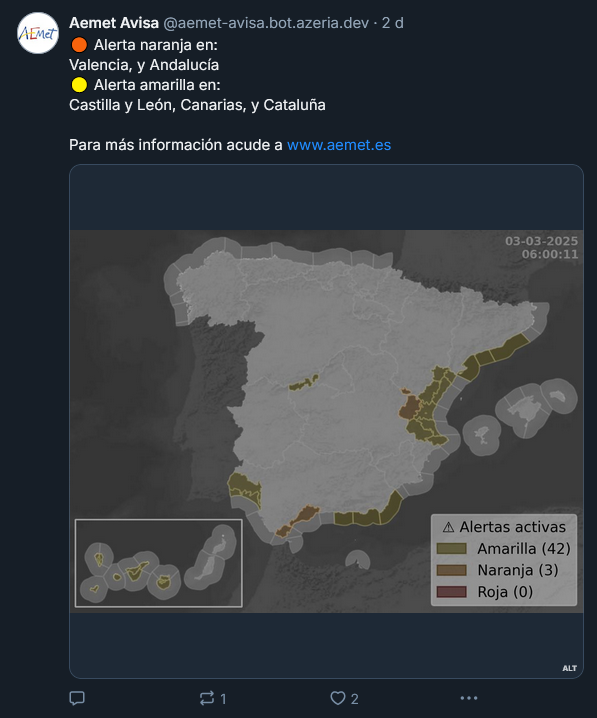 AEmet
Aemet Avisa @aemet-avisa.bot.azeria.dev · 2 d
🟠 Alerta naranja en:
Valencia, y Andalucía
🟡 Alerta amarilla en:
Castilla y León, Canarias, y Cataluña
Para más información acude a www.aemet.es
03-03-2025
06:00:11
⚠ Alertas activas
Amarilla (42)
Naranja (3)
Roja (0)
ALT
1
2